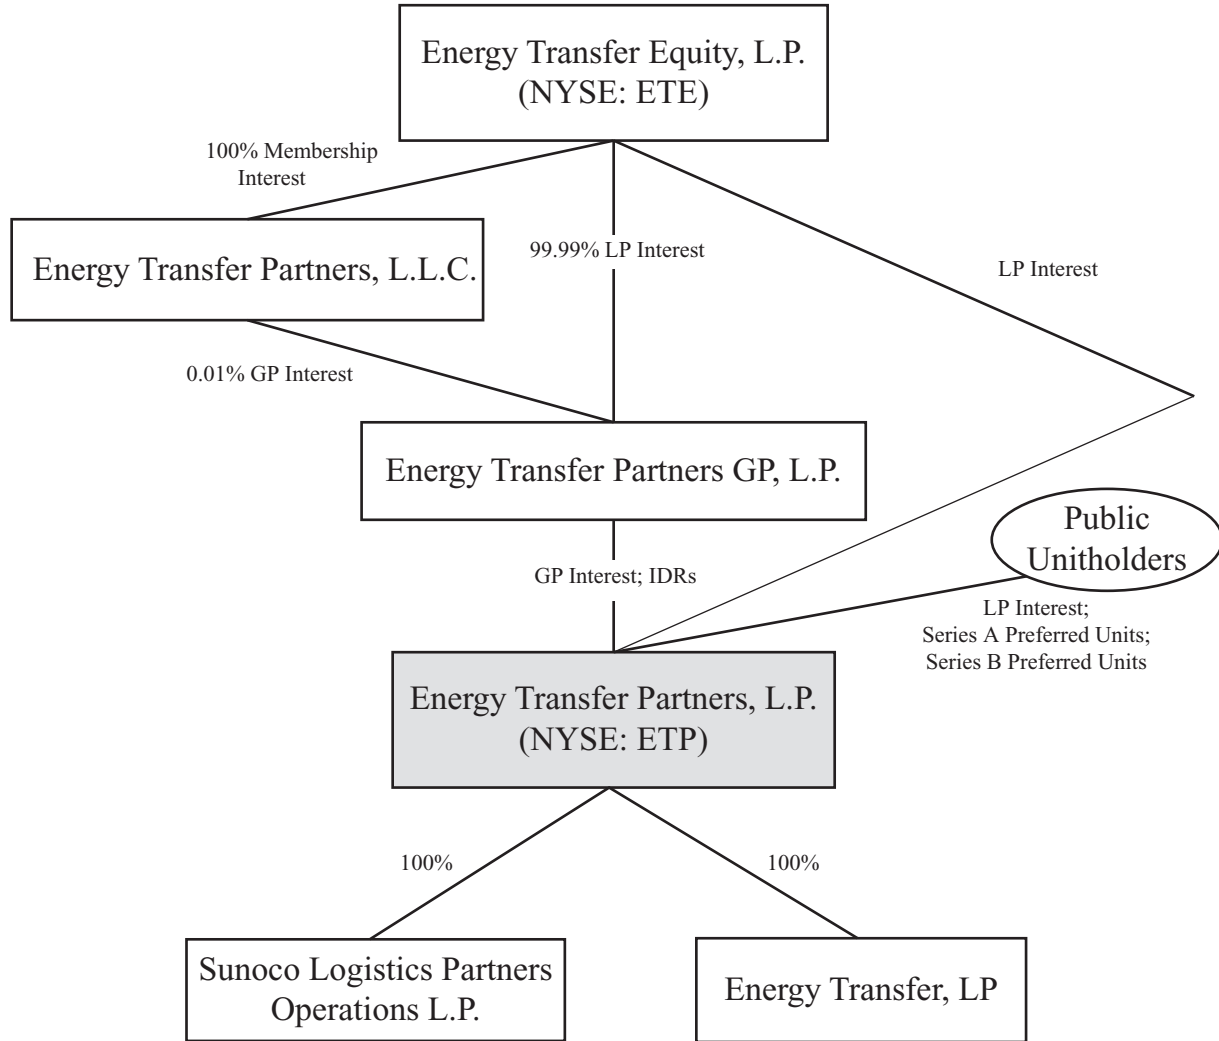 Energy Transfer Equity, L.P.
(NYSE: ETE)
100% Membership
Interest
Energy Transfer Partners, L.L.C.
99.99% LP Interest
LP Interest
0.01% GP Interest
Energy Transfer Partners GP, L.P.
Public
Unitholders
GP Interest; IDRs
LP Interest;
Series A Preferred Units;
Series B Preferred Units
Energy Transfer Partners, L.P.
(NYSE: ETP)
100%
100%
Sunoco Logistics Partners
Operations L.P.
Energy Transfer, LP